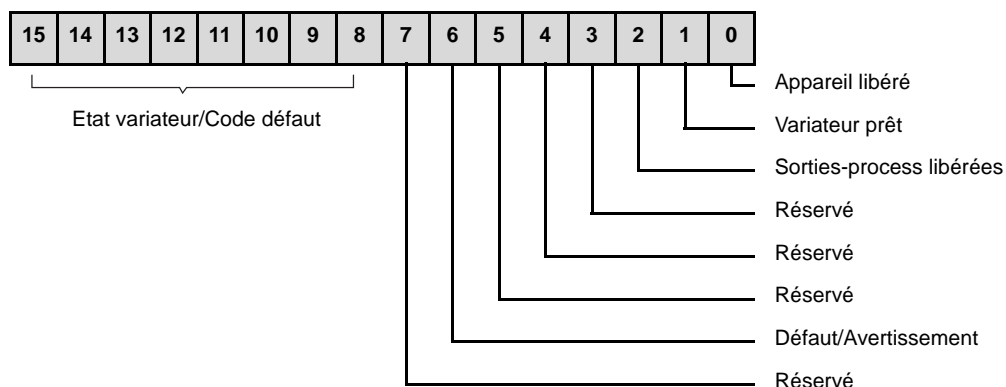 15 14 13 12 11 10 9 8 7 6 5 4 3 2 1 0
Appareil libéré
Etat variateur/Code défaut
Variateur prêt
Sorties-process libérées
Réservé
Réservé
Réservé
Défaut/Avertissement
Réservé